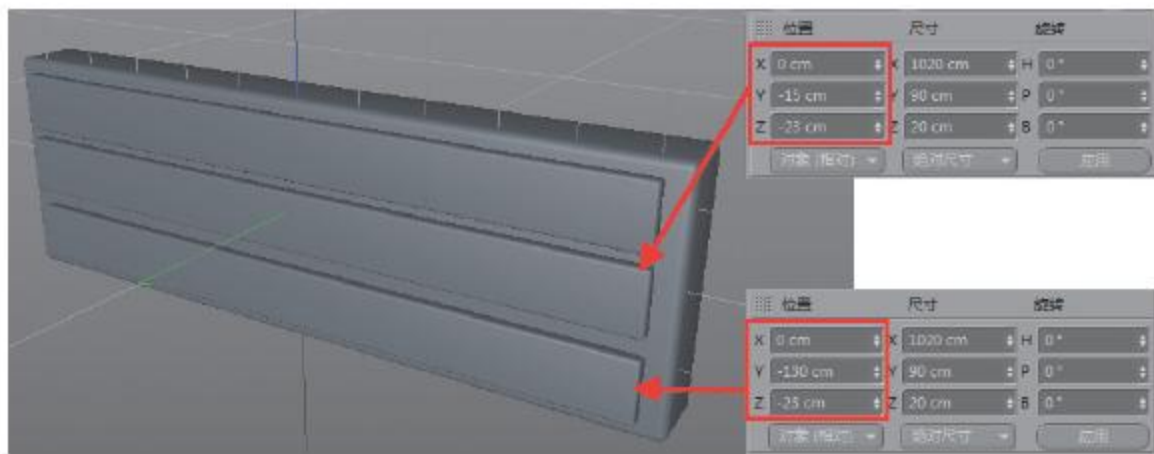 位置 尺寸 旋转
X 0 cm X 1020 cm H 0°
Y -15 cm Y 90 cm P 0°
Z -23 cm Z 20 cm B 0°
对象 (相对) 绝对尺寸 应用
位置 尺寸 旋转
X 0 cm X 1020 cm H 0°
Y -130 cm Y 90 cm P 0°
Z -23 cm Z 20 cm B 0°
对象 (相对) 绝对尺寸 应用